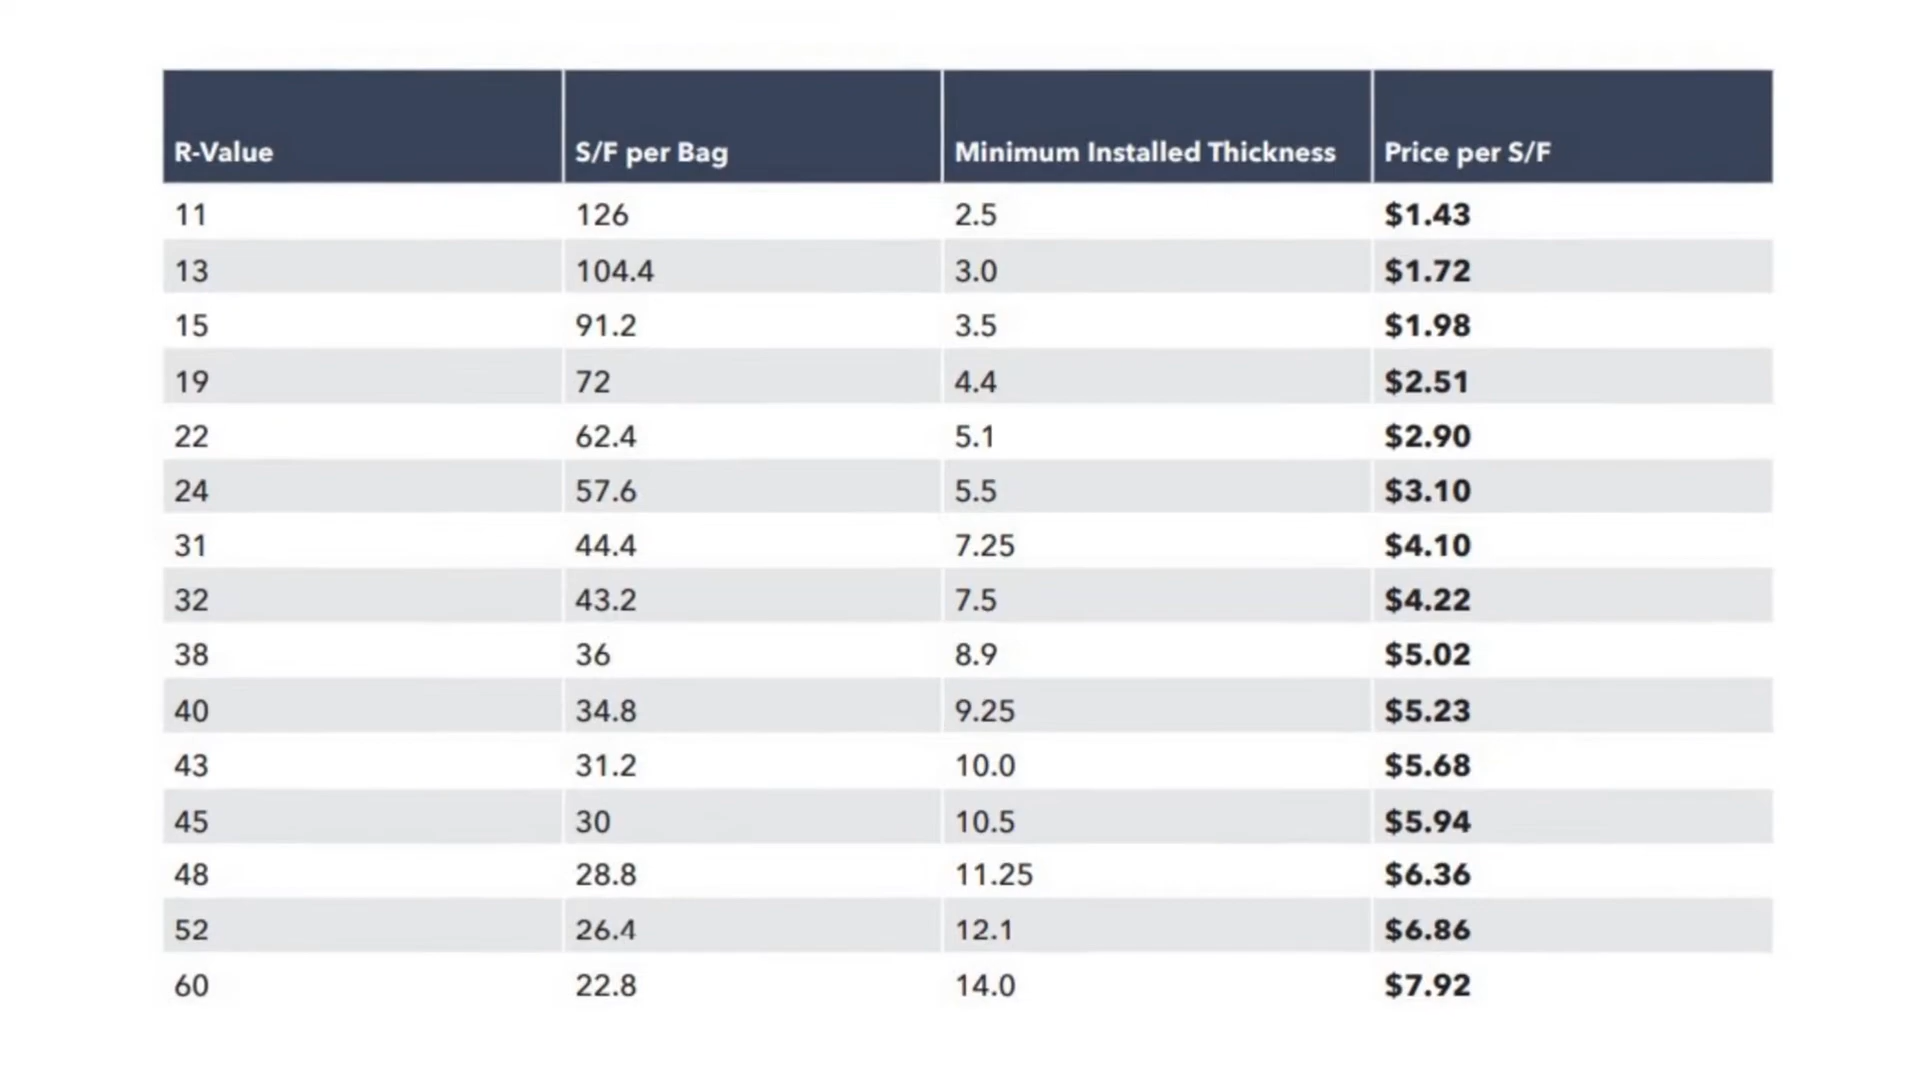 R-Value S/F per Bag Minimum Installed Thickness Price per S/F
11 126 2.5 $1.43
13 104.4 3.0 $1.72
15 91.2 3.5 $1.98
19 72 4.4 $2.51
22 62.4 5.1 $2.90
24 57.6 5.5 $3.10
31 44.4 7.25 $4.10
32 43.2 7.5 $4.22
38 36 8.9 $5.02
40 34.8 9.25 $5.23
43 31.2 10.0 $5.68
45 30 10.5 $5.94
48 28.8 11.25 $6.36
52 26.4 12.1 $6.86
60 22.8 14.0 $7.92